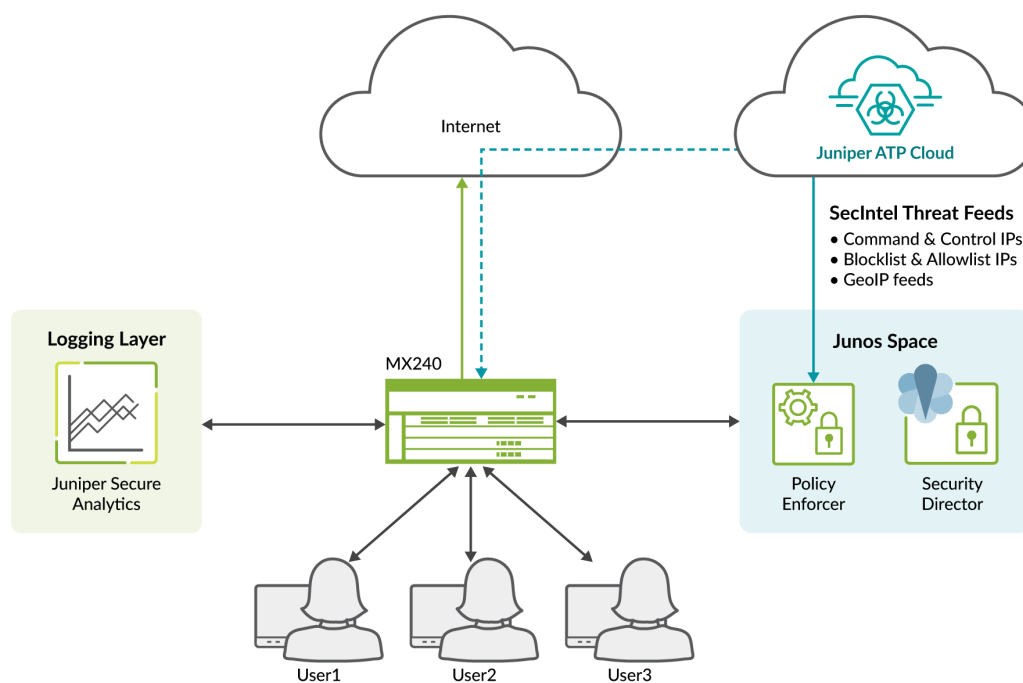 Internet
Juniper ATP Cloud
SecIntel Threat Feeds
• Command & Control IPs
• Blocklist & Allowlist IPs
• GeoIP feeds
Logging Layer
Juniper Secure
Analytics
MX240
Junos Space
Policy
Enforcer
Security
Director
User1
User2
User3